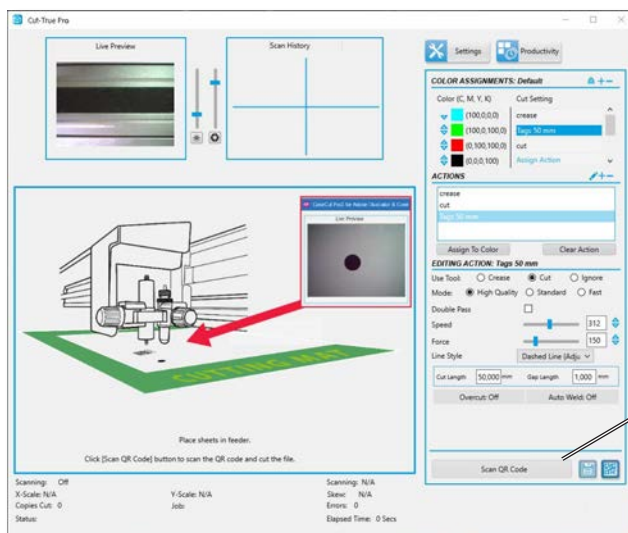 Cut-True Pro
Live Preview
Scan History
Settings
Productivity
COLOR ASSIGNMENTS: Default
Color (C, M, Y, K) Cut Setting
(100,0,0,0) crease
(100,0,100,0) Tags 50 mm
(0,100,100,0) cut
(0,0,0,100) Assign Action
ACTIONS
crease
cut
Tags 50 mm
Assign To Color Clear Action
EDITING ACTION: Tags 50 mm
Use Tool: Crease Cut Ignore
Mode: High Quality Standard Fast
Double Pass
Speed 312
Force 150
Line Style Dashed Line (Adju
Cut Length 50,000 mm Gap Length 1,000 mm
Overcut: Off Auto Weld: Off
Scan QR Code
Live Preview
CUTTING MAT
Place sheets in feeder.
Click [Scan QR Code] button to scan the QR code and cut the file.
Scanning: Off Scanning: N/A
X-Scale: N/A Y-Scale: N/A Skew: N/A
Copies Cut: 0 Job: Errors: 0
Status: Elapsed Time: 0 Secs